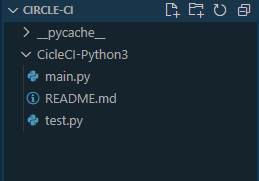 CIRCLE-CI
__pycache__
CicleCI-Python3
main.py
README.md
test.py